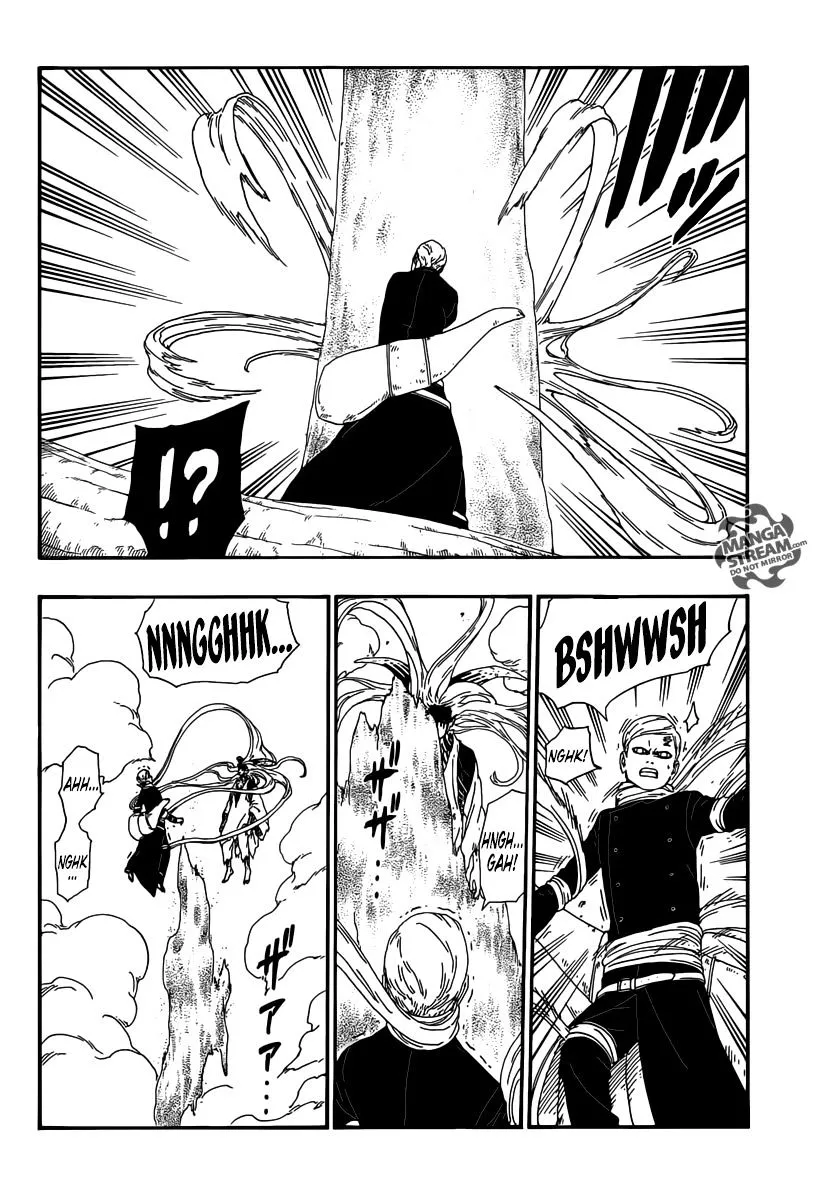 !?
MANGA
STREAM.com
DO NOT MIRROR
BSHWWSH
NGHK!
ザ
ザ
:
HNGH...
GAH!
NNNGGHHK...
AHH...
NGHK
...
ザ
ア
ア
: